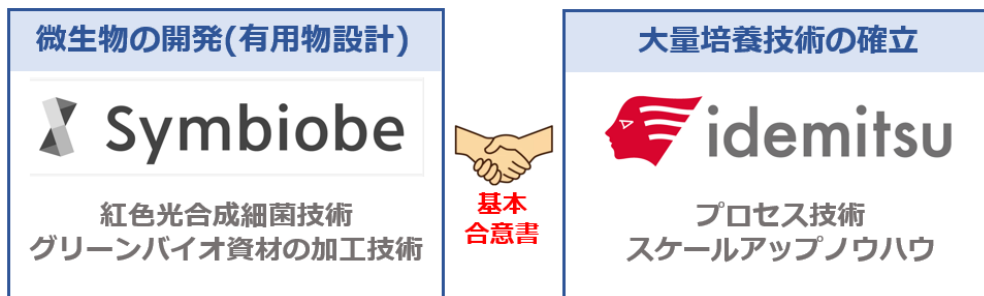 微生物の開発(有用物設計)
Symbiobe
紅色光合成細菌技術
グリーンバイオ資材の加工技術
基本
合意書
大量培養技術の確立
idemitsu
プロセス技術
スケールアップノウハウ